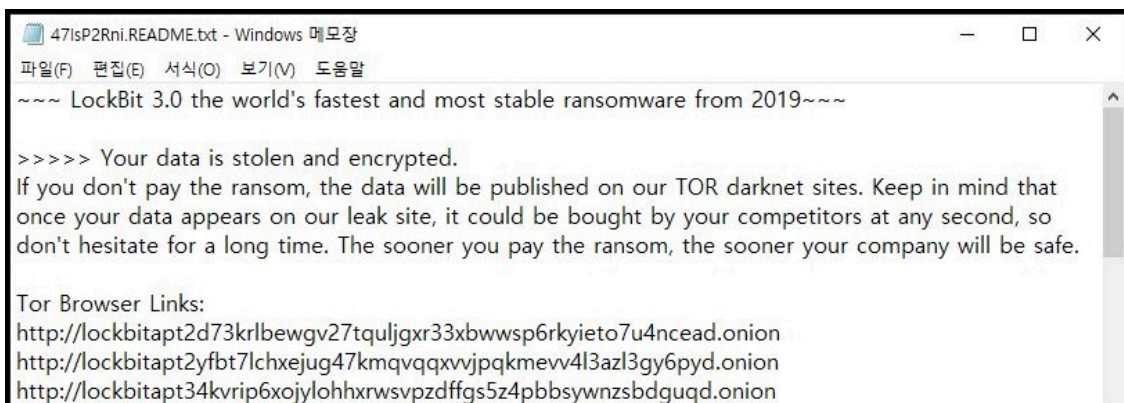 47IsP2Rni.README.txt - Windows 메모장
파일(F) 편집(E) 서식(O) 보기(V) 도움말
~~~ LockBit 3.0 the world's fastest and most stable ransomware from 2019~~~
>>>>> Your data is stolen and encrypted.
If you don't pay the ransom, the data will be published on our TOR darknet sites. Keep in mind that
once your data appears on our leak site, it could be bought by your competitors at any second, so
don't hesitate for a long time. The sooner you pay the ransom, the sooner your company will be safe.
Tor Browser Links:
http://lockbitapt2d73krlbewgv27tquljgxr33xbwwsp6rkyieto7u4ncead.onion
http://lockbitapt2yfbt7lchxejug47kmqvqqxvvjpqkmevv4l3azl3gy6pyd.onion
http://lockbitapt34kvrip6xojylohhxrwsvpzdffgs5z4pbbsywnzsbdguqd.onion